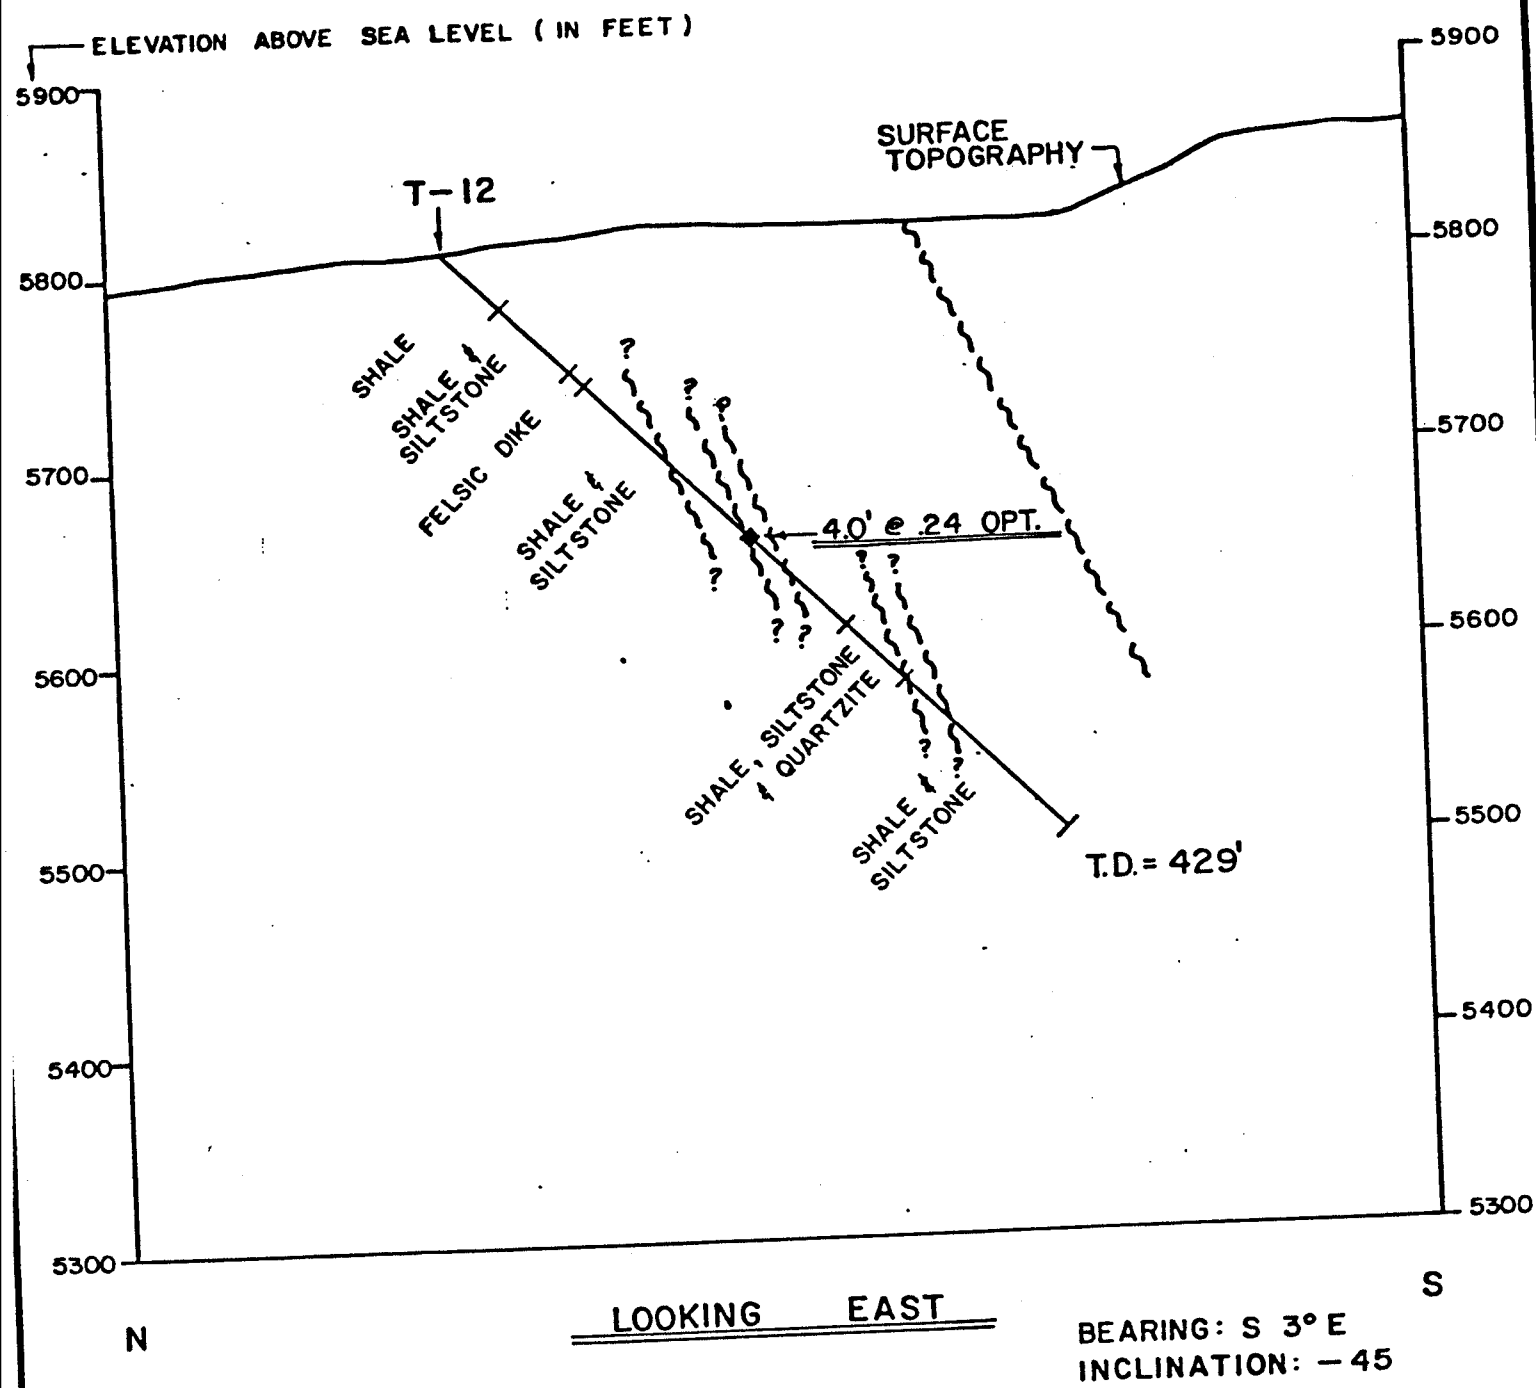 ELEVATION ABOVE SEA LEVEL ( IN FEET )
5900
5900
SURFACE
TOPOGRAPHY
T-12
5800
5800
SHALE
SHALE &
SILTSTONE
FELSIC DIKE
SHALE &
SILTSTONE
?
?
?
5700
5700
4.0' @ .24 OPT.
?
?
?
?
?
5600
5600
SHALE, SILTSTONE
& QUARTZITE
?
?
SHALE &
SILTSTONE
5500
5500
T.D. = 429'
5400
5400
5300
5300
N
S
LOOKING EAST
BEARING: S 3° E
INCLINATION: - 45